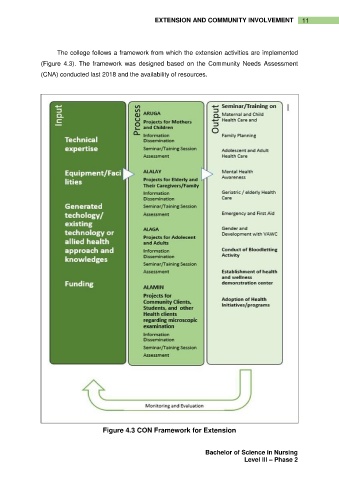 EXTENSION AND COMMUNITY INVOLVEMENT 11
The college follows a framework from which the extension activities are implemented
(Figure 4.3). The framework was designed based on the Community Needs Assessment
(CNA) conducted last 2018 and the availability of resources.
Input
Technical
expertise
Equipment/Faci
lities
Generated
techology/
existing
technology or
allied health
approach and
knowledges
Funding
Process
ARUGA
Projects for Mothers
and Children
Information
Dissemination
Seminar/Taining Session
Assessment
ALALAY
Projects for Elderly and
Their Caregivers/Family
Information
Dissemination
Seminar/Taining Session
Assessment
ALAGA
Projects for Adolecent
and Adults
Information
Dissemination
Seminar/Taining Session
Assessment
ALAMIN
Projects for
Community Clients,
Students, and other
Health clients
regarding microscopic
examination
Information
Dissemination
Seminar/Taining Session
Assessment
Output
Seminar/Training on
Maternal and Child
Health Care and
Family Planning
Adolescent and Adult
Health Care
Mental Health
Awareness
Geriatric / elderly Health
Care
Emergency and First Aid
Gender and
Development with VAWC
Conduct of Bloodletting
Activity
Establishment of health
and wellness
demonstration center
Adoption of Health
Initiatives/programs
Monitoring and Evaluation
Figure 4.3 CON Framework for Extension
Bachelor of Science in Nursing
Level III – Phase 2